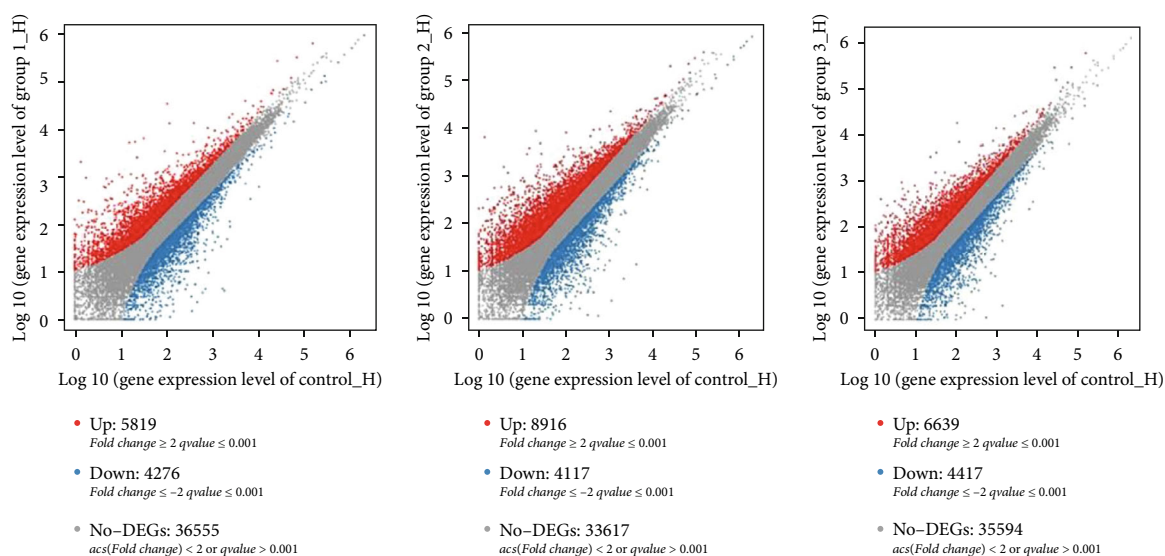 Log 10 (gene expression level of group 1_H)
6
5
4
3
2
1
0
0 1 2 3 4 5 6
Log 10 (gene expression level of control_H)
Up: 5819
Fold change ≥ 2 qvalue ≤ 0.001
Down: 4276
Fold change ≤ –2 qvalue ≤ 0.001
No–DEGs: 36555
acs(Fold change) < 2 or qvalue > 0.001
Log 10 (gene expression level of group 2_H)
6
5
4
3
2
1
0
0 1 2 3 4 5 6
Log 10 (gene expression level of control_H)
Up: 8916
Fold change ≥ 2 qvalue ≤ 0.001
Down: 4117
Fold change ≤ –2 qvalue ≤ 0.001
No–DEGs: 33617
acs(Fold change) < 2 or qvalue > 0.001
Log 10 (gene expression level of group 3_H)
6
5
4
3
2
1
0
0 1 2 3 4 5 6
Log 10 (gene expression level of control_H)
Up: 6639
Fold change ≥ 2 qvalue ≤ 0.001
Down: 4417
Fold change ≤ –2 qvalue ≤ 0.001
No–DEGs: 35594
acs(Fold change) < 2 or qvalue > 0.001